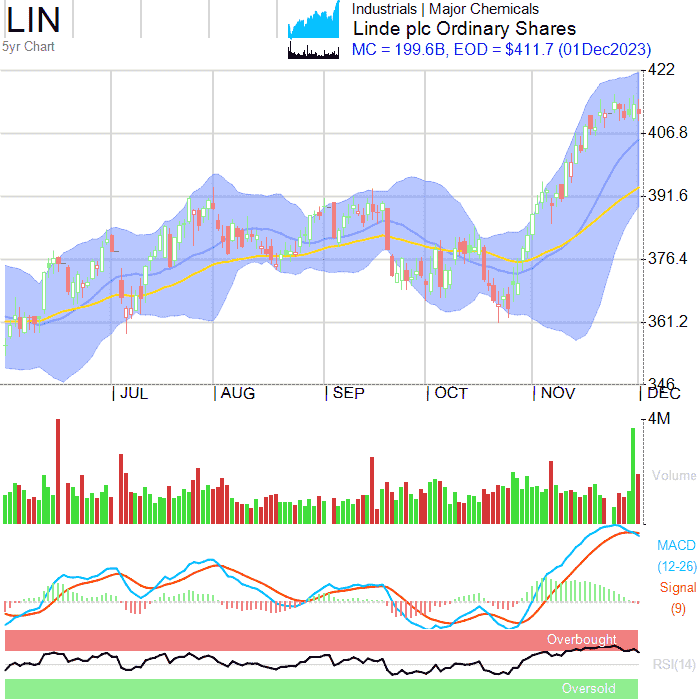 LIN
5yr Chart
Industrials | Major Chemicals
Linde plc Ordinary Shares
MC = 199.6B, EOD = $411.7 (01Dec2023)
422
406.8
391.6
376.4
361.2
346
JUL AUG SEP OCT NOV DEC
4M
Volume
MACD
(12-26)
Signal
(9)
Overbought
RSI(14)
Oversold